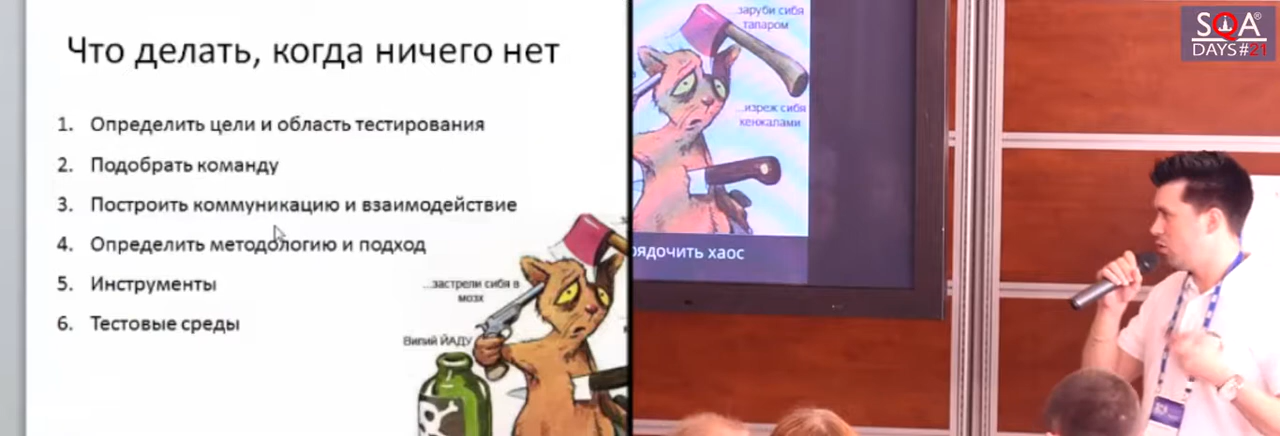 Что делать, когда ничего нет
1. Определить цели и область тестирования
2. Подобрать команду
3. Построить коммуникацию и взаимодействие
4. Определить методологию и подход
5. Инструменты
6. Тестовые среды
...застрели сибя в
мозх
Випий ЙАДУ
...заруби сибя
тапаром
...изреж сибя
кенжалами
рядочить хаос
SQA®
DAYS#21